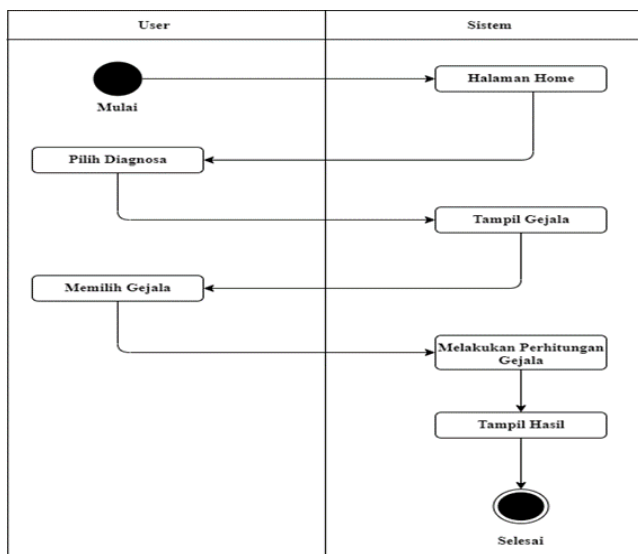 User
Sistem
Halaman Home
Mulai
Pilih Diagnosa
Tampil Gejala
Memilih Gejala
Melakukan Perhitungan
Gejala
Tampil Hasil
Selesai